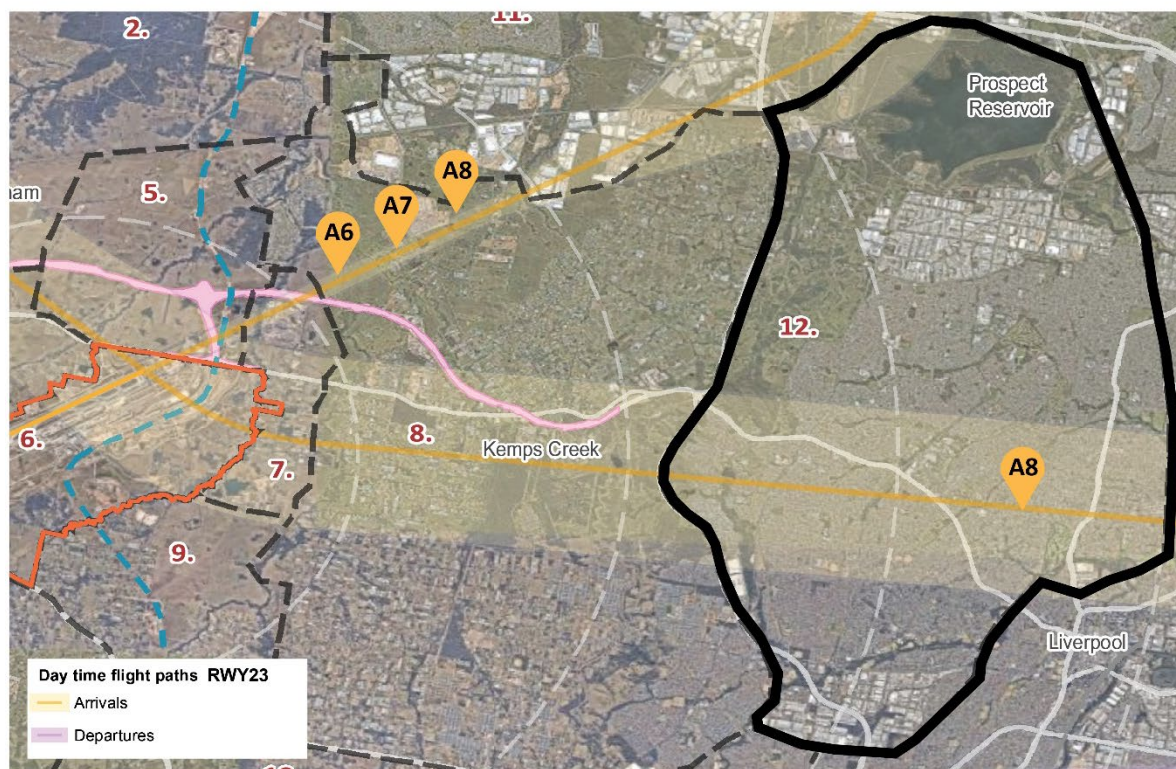 2.
11.
Prospect
Reservoir
5.
A8
A7
A6
12.
6.
8.
Kemps Creek
7.
A8
9.
Liverpool
Day time flight paths RWY23
Arrivals
Departures